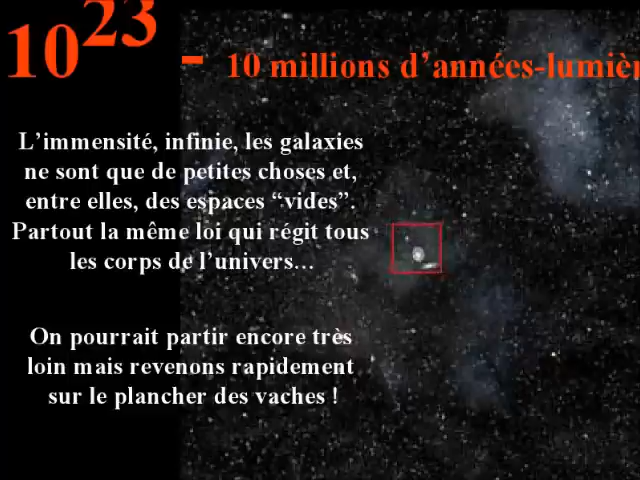 10²³ - 10 millions d’années-lumièr
L’immensité, infinie, les galaxies
ne sont que de petites choses et,
entre elles, des espaces “vides”.
Partout la même loi qui régit tous
les corps de l’univers…
On pourrait partir encore très
loin mais revenons rapidement
sur le plancher des vaches !